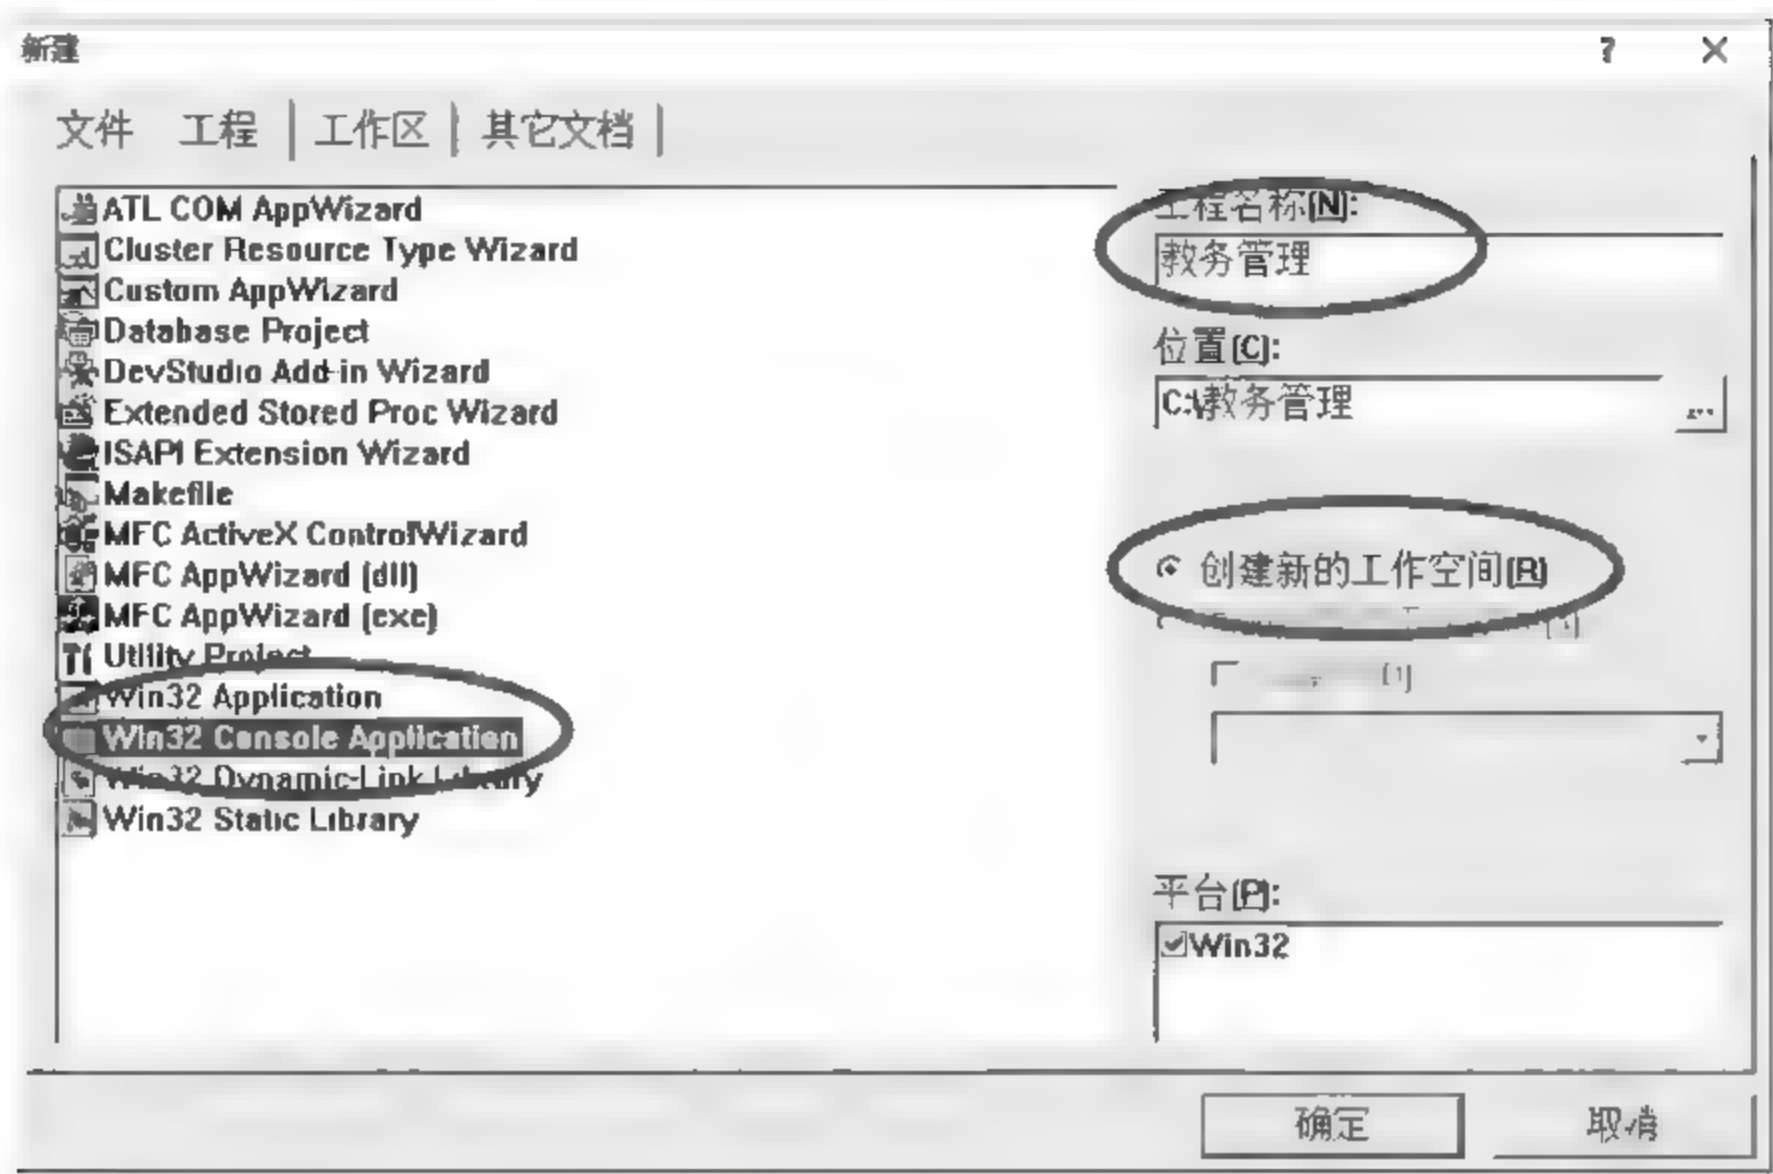 新建
文件 工程 工作区 其它文档
ATL COM AppWizard
Cluster Resource Type Wizard
Custom AppWizard
Database Project
DevStudio Add-in Wizard
Extended Stored Proc Wizard
ISAPI Extension Wizard
Makefile
MFC ActiveX ControlWizard
MFC AppWizard (dll)
MFC AppWizard (exe)
Utility Project
Win32 Application
Win32 Console Application
Win32 Dynamic-Link Library
Win32 Static Library
工程名称(N):
教务管理
位置(C):
C:\教务管理
...
创建新的工作空间(R)
平台(P):
Win32
确定 取消